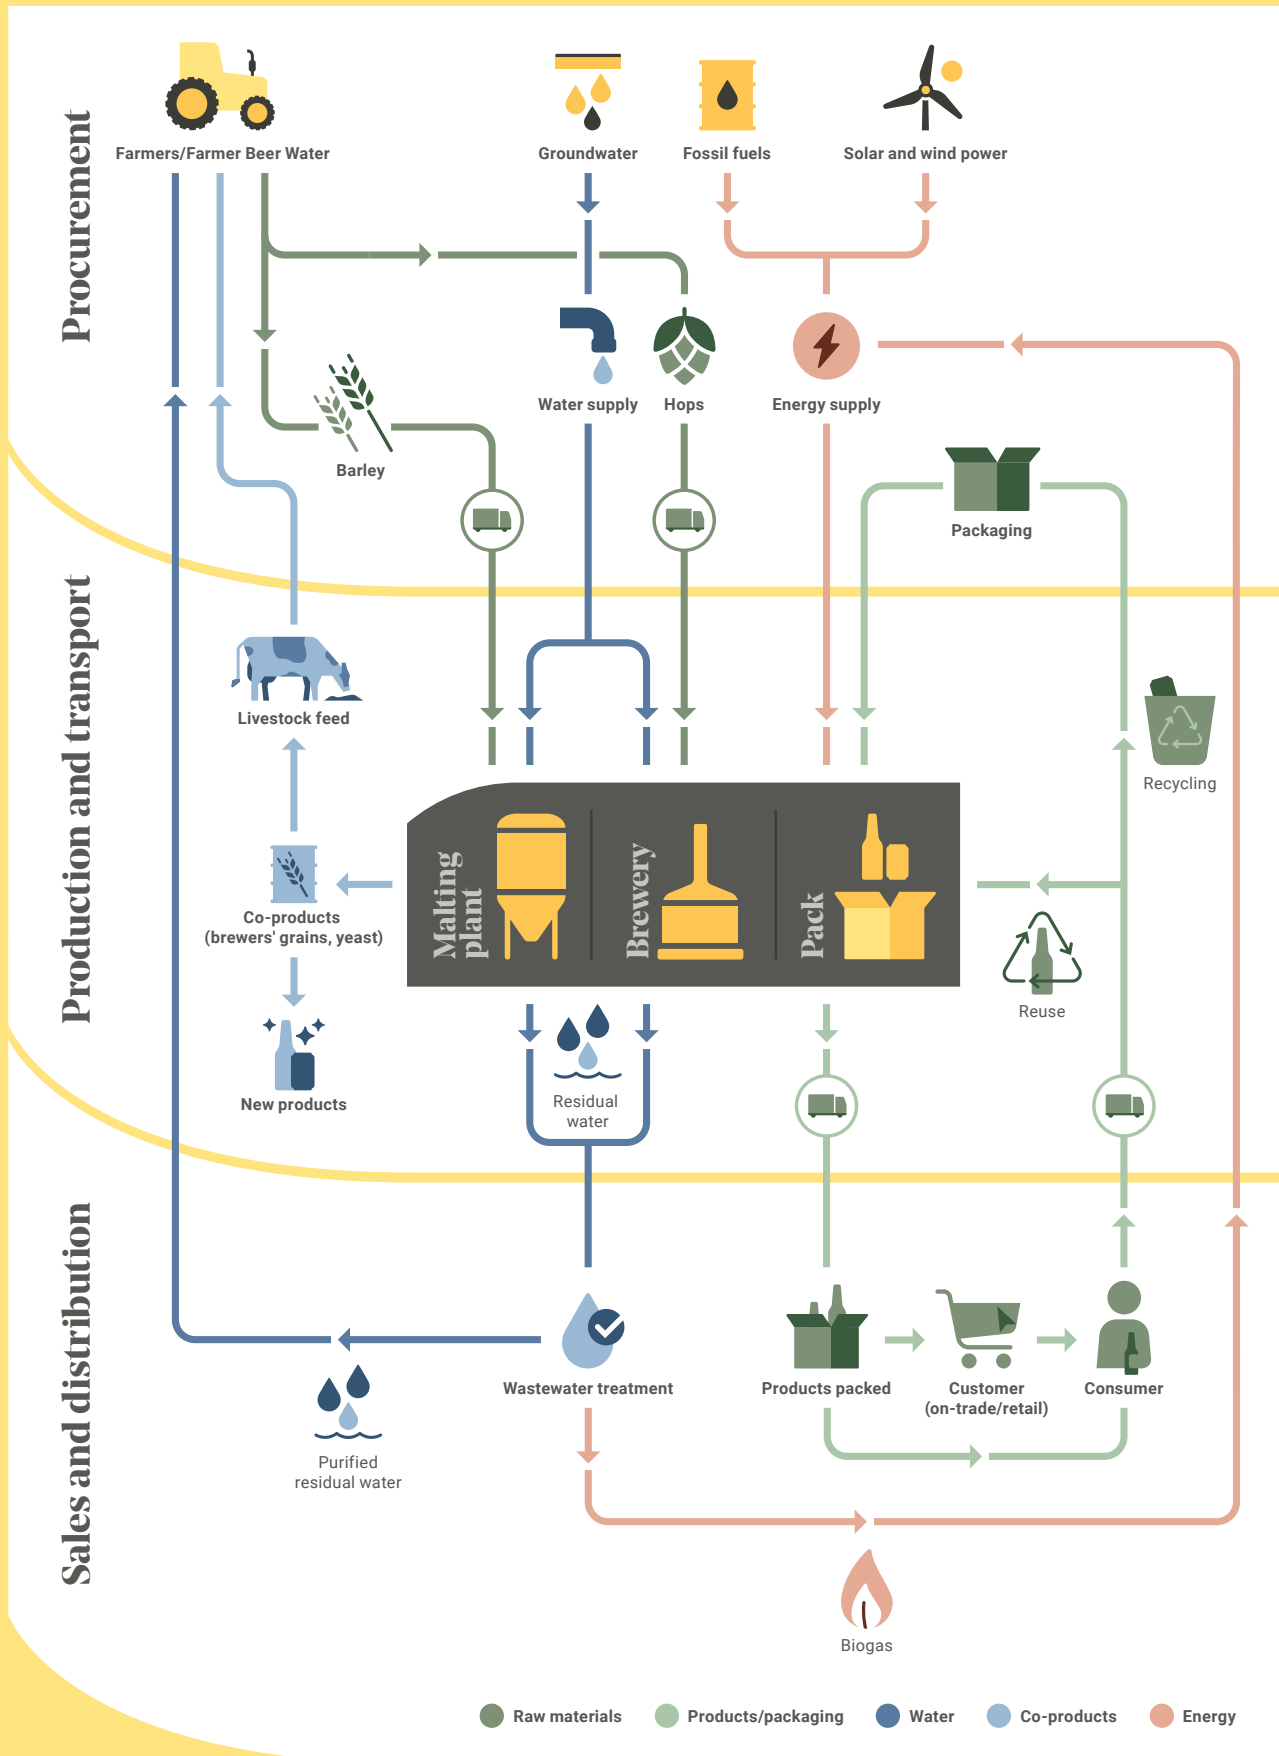 Procurement
Farmers/Farmer Beer Water
Groundwater
Fossil fuels
Solar and wind power
Water supply
Hops
Energy supply
Barley
Packaging
Production and transport
Livestock feed
Recycling
Malting
plant
Brewery
Pack
Co-products
(brewers' grains, yeast)
Reuse
New products
Residual
water
Sales and distribution
Wastewater treatment
Products packed
Customer
(on-trade/retail)
Consumer
Purified
residual water
Biogas
Raw materials
Products/packaging
Water
Co-products
Energy